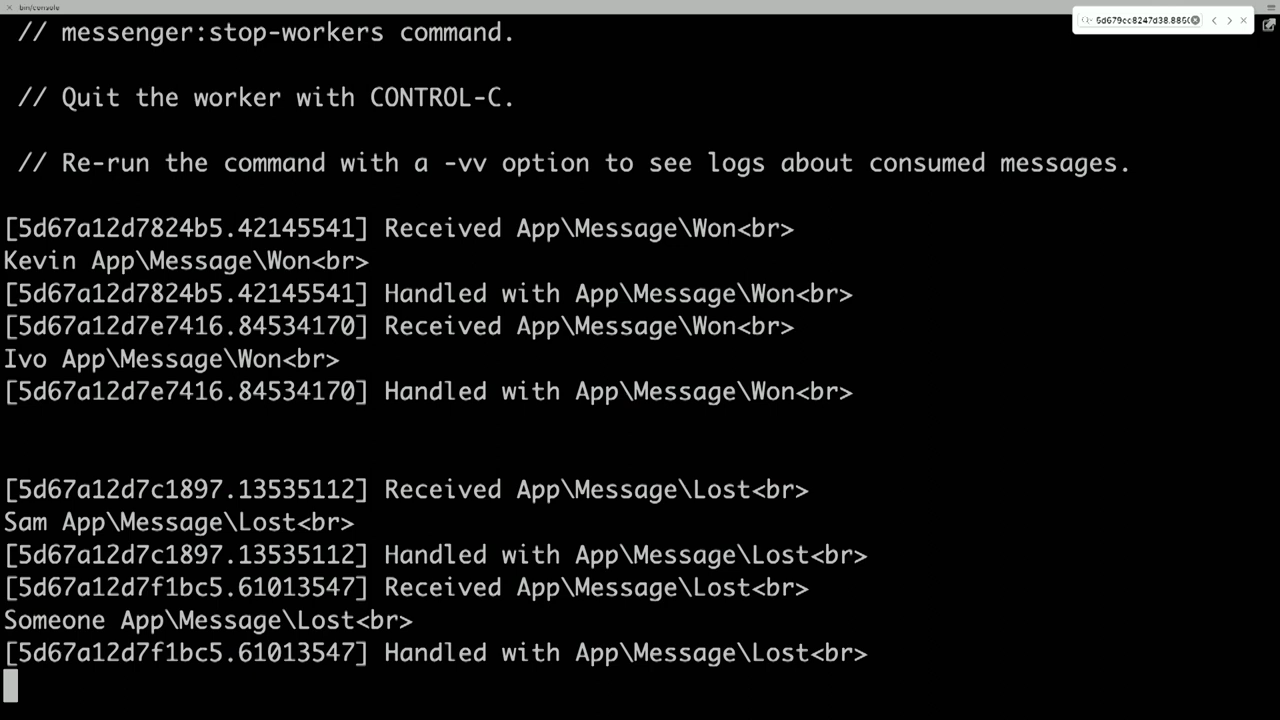 bin/console
5d679cc8247d38.8850
// messenger:stop-workers command.
// Quit the worker with CONTROL-C.
// Re-run the command with a -vv option to see logs about consumed messages.
[5d67a12d7824b5.42145541] Received App\Message\Won<br>
Kevin App\Message\Won<br>
[5d67a12d7824b5.42145541] Handled with App\Message\Won<br>
[5d67a12d7e7416.84534170] Received App\Message\Won<br>
Ivo App\Message\Won<br>
[5d67a12d7e7416.84534170] Handled with App\Message\Won<br>
[5d67a12d7c1897.13535112] Received App\Message\Lost<br>
Sam App\Message\Lost<br>
[5d67a12d7c1897.13535112] Handled with App\Message\Lost<br>
[5d67a12d7f1bc5.61013547] Received App\Message\Lost<br>
Someone App\Message\Lost<br>
[5d67a12d7f1bc5.61013547] Handled with App\Message\Lost<br>